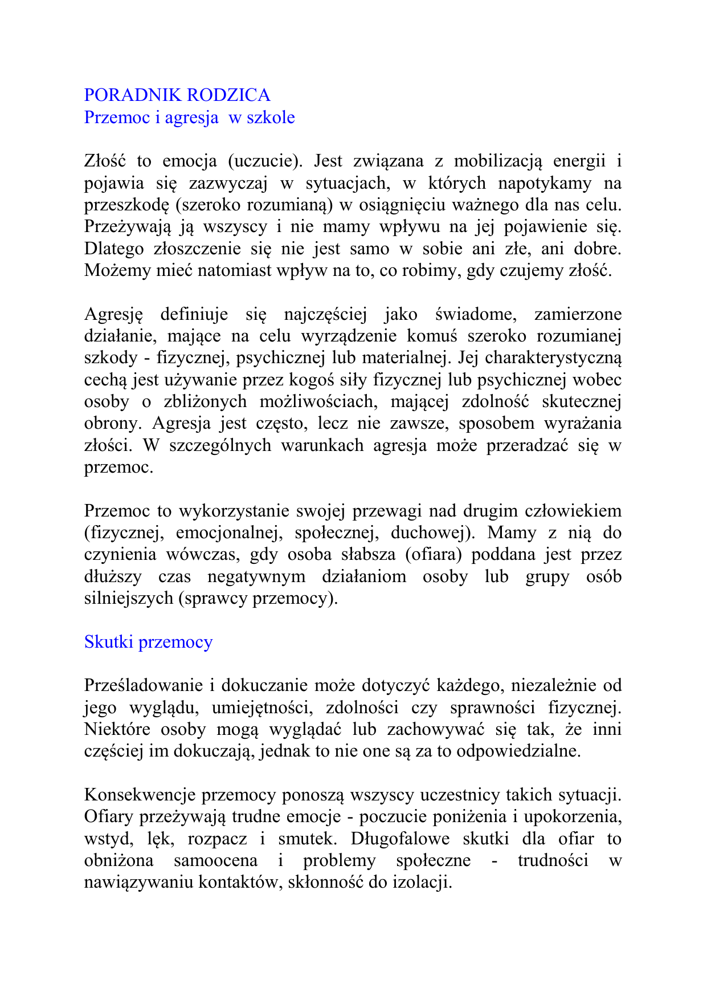 PORADNIK RODZICA
Przemoc i agresja  w szkole
Złość to emocja (uczucie). Jest związana z mobilizacją energii i
pojawia się zazwyczaj w sytuacjach, w których napotykamy na
przeszkodę (szeroko rozumianą) w osiągnięciu ważnego dla nas celu.
Przeżywają ją wszyscy i nie mamy wpływu na jej pojawienie się.
Dlatego złoszczenie się nie jest samo w sobie ani złe, ani dobre.
Możemy mieć natomiast wpływ na to, co robimy, gdy czujemy złość.
Agresję definiuje się najczęściej jako świadome, zamierzone
działanie, mające na celu wyrządzenie komuś szeroko rozumianej
szkody - fizycznej, psychicznej lub materialnej. Jej charakterystyczną
cechą jest używanie przez kogoś siły fizycznej lub psychicznej wobec
osoby o zbliżonych możliwościach, mającej zdolność skutecznej
obrony. Agresja jest często, lecz nie zawsze, sposobem wyrażania
złości. W szczególnych warunkach agresja może przeradzać się w
przemoc.
Przemoc to wykorzystanie swojej przewagi nad drugim człowiekiem
(fizycznej, emocjonalnej, społecznej, duchowej). Mamy z nią do
czynienia wówczas, gdy osoba słabsza (ofiara) poddana jest przez
dłuższy czas negatywnym działaniom osoby lub grupy osób
silniejszych (sprawcy przemocy).
Skutki przemocy
Prześladowanie i dokuczanie może dotyczyć każdego, niezależnie od
jego wyglądu, umiejętności, zdolności czy sprawności fizycznej.
Niektóre osoby mogą wyglądać lub zachowywać się tak, że inni
częściej im dokuczają, jednak to nie one są za to odpowiedzialne.
Konsekwencje przemocy ponoszą wszyscy uczestnicy takich sytuacji.
Ofiary przeżywają trudne emocje - poczucie poniżenia i upokorzenia,
wstyd, lęk, rozpacz i smutek. Długofalowe skutki dla ofiar to
obniżona samoocena i problemy społeczne - trudności w
nawiązywaniu kontaktów, skłonność do izolacji.